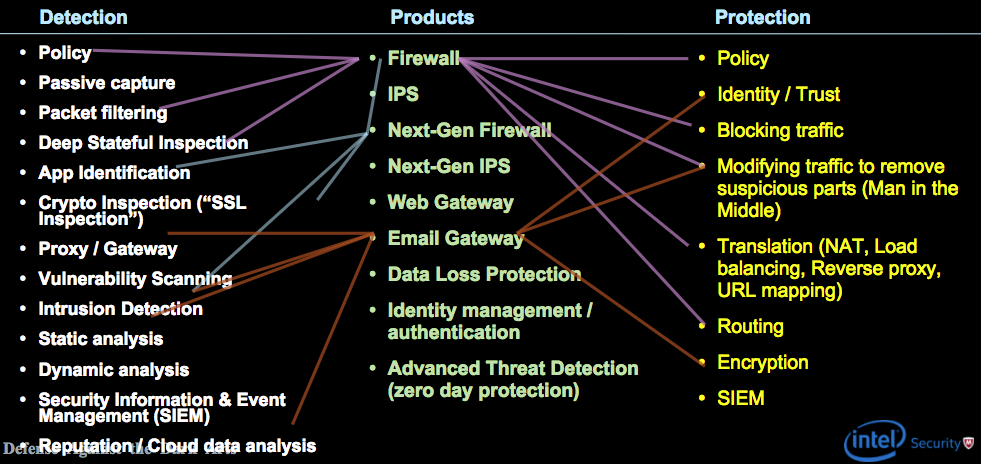 Detection
Products
Protection
• Policy
• Passive capture
• Packet filtering
• Deep Stateful Inspection
• App Identification
• Crypto Inspection (“SSL
Inspection”)
• Proxy / Gateway
• Vulnerability Scanning
• Intrusion Detection
• Static analysis
• Dynamic analysis
• Security Information & Event
Management (SIEM)
• Reputation / Cloud data analysis
• Firewall
• IPS
• Next-Gen Firewall
• Next-Gen IPS
• Web Gateway
• Email Gateway
• Data Loss Protection
• Identity management /
authentication
• Advanced Threat Detection
(zero day protection)
• Policy
• Identity / Trust
• Blocking traffic
• Modifying traffic to remove
suspicious parts (Man in the
Middle)
• Translation (NAT, Load
balancing, Reverse proxy,
URL mapping)
• Routing
• Encryption
• SIEM
Defense Against the Dark Arts
intel Security